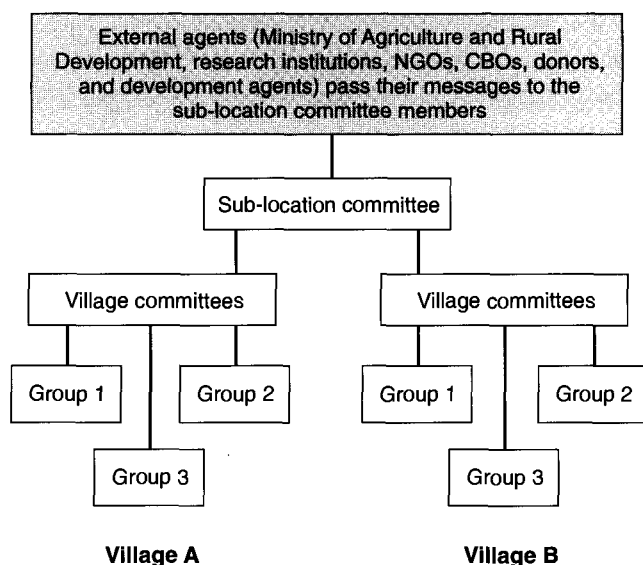 External agents (Ministry of Agriculture and Rural
Development, research institutions, NGOs, CBOs, donors,
and development agents) pass their messages to the
sub-location committee members
Sub-location committee
Village committees
Village committees
Group 1
Group 2
Group 1
Group 2
Group 3
Group 3
Village A
Village B